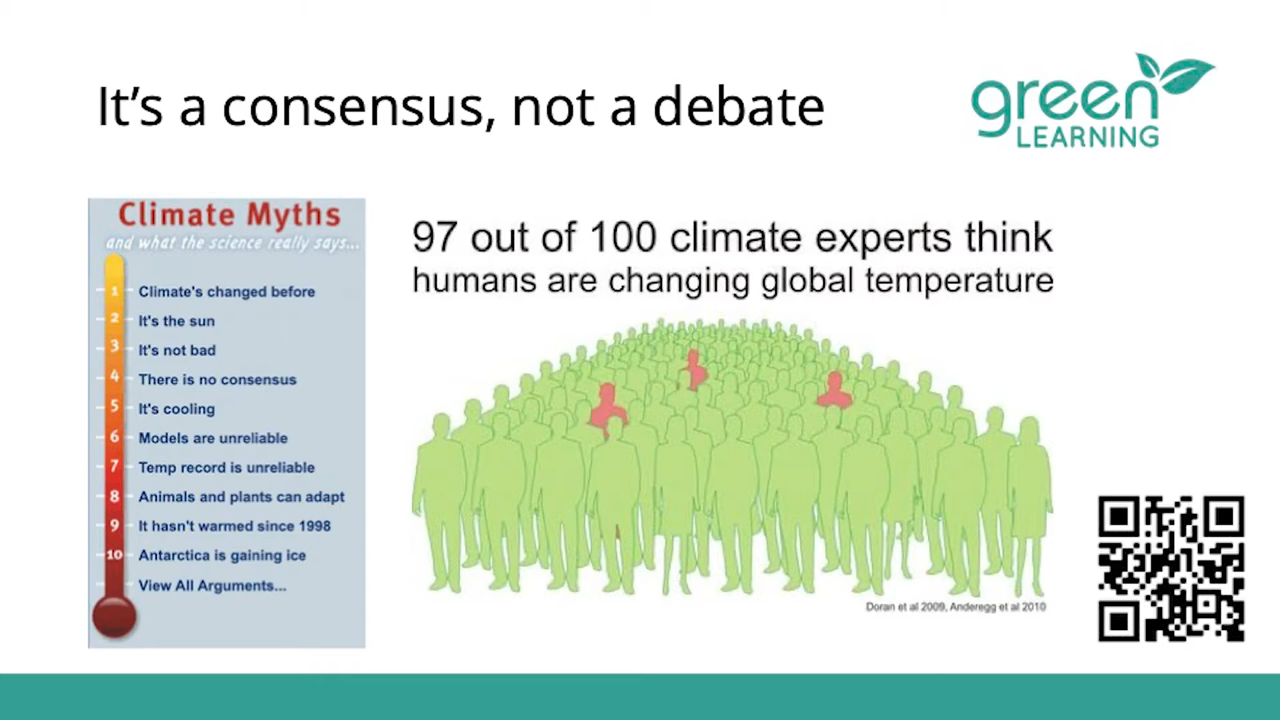 It’s a consensus, not a debate
green
LEARNING
Climate Myths
and what the science really says...
1 Climate's changed before
2 It's the sun
3 It's not bad
4 There is no consensus
5 It's cooling
6 Models are unreliable
7 Temp record is unreliable
8 Animals and plants can adapt
9 It hasn't warmed since 1998
10 Antarctica is gaining ice
View All Arguments...
97 out of 100 climate experts think
humans are changing global temperature
Doran et al 2009, Anderegg et al 2010